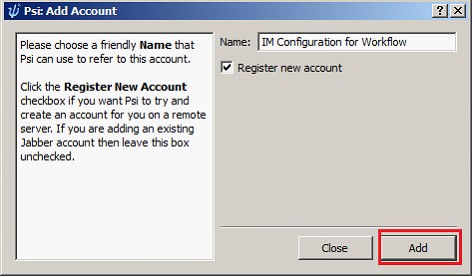 Psi: Add Account
Please choose a friendly Name that
Psi can use to refer to this account.
Click the Register New Account
checkbox if you want Psi to try and
create an account for you on a remote
server. If you are adding an existing
Jabber account then leave this box
unchecked.
Name: IM Configuration for Workflow
Register new account
Close
Add